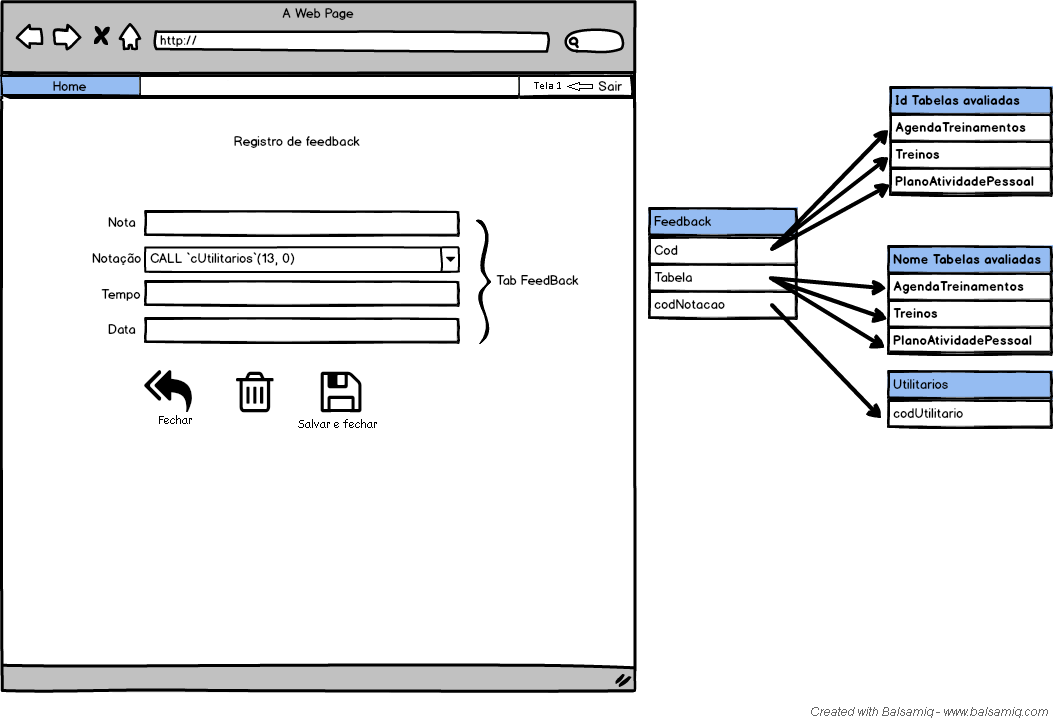 A Web Page
http://
Home
Tela 1
Sair
Registro de feedback
Nota
Notação
CALL `cUtilitarios`(13, 0)
Tempo
Data
Tab FeedBack
Fechar
Salvar e fechar
Feedback
Cod
Tabela
codNotacao
Id Tabelas avaliadas
AgendaTreinamentos
Treinos
PlanoAtividadePessoal
Nome Tabelas avaliadas
AgendaTreinamentos
Treinos
PlanoAtividadePessoal
Utilitarios
codUtilitario
Created with Balsamiq - www.balsamiq.com